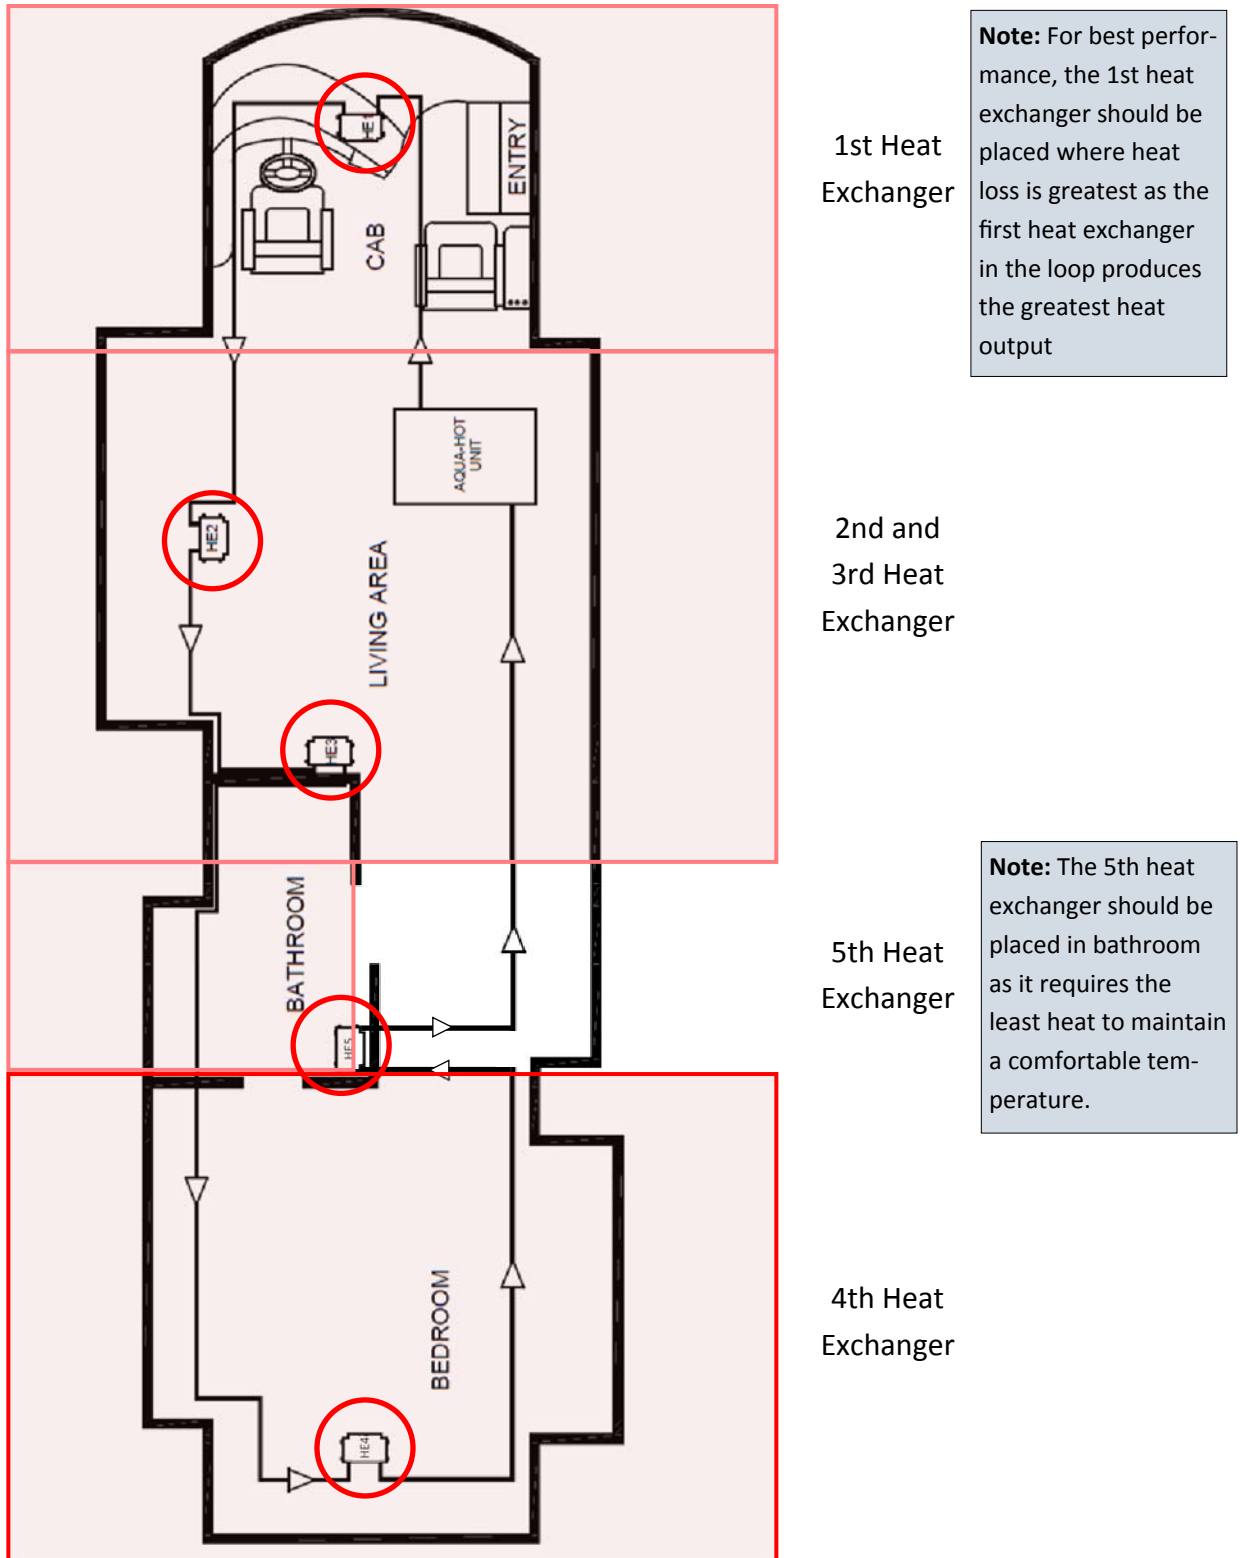 Note: For best perfor-
mance, the 1st heat
exchanger should be
placed where heat
loss is greatest as the
first heat exchanger
in the loop produces
the greatest heat
output
1st Heat
Exchanger
HE1
ENTRY
CAB
AQUA-HOT
UNIT
HE2
LIVING AREA
2nd and
3rd Heat
Exchanger
HE3
BATHROOM
HE5
5th Heat
Exchanger
Note: The 5th heat
exchanger should be
placed in bathroom
as it requires the
least heat to maintain
a comfortable tem-
perature.
BEDROOM
HE4
4th Heat
Exchanger